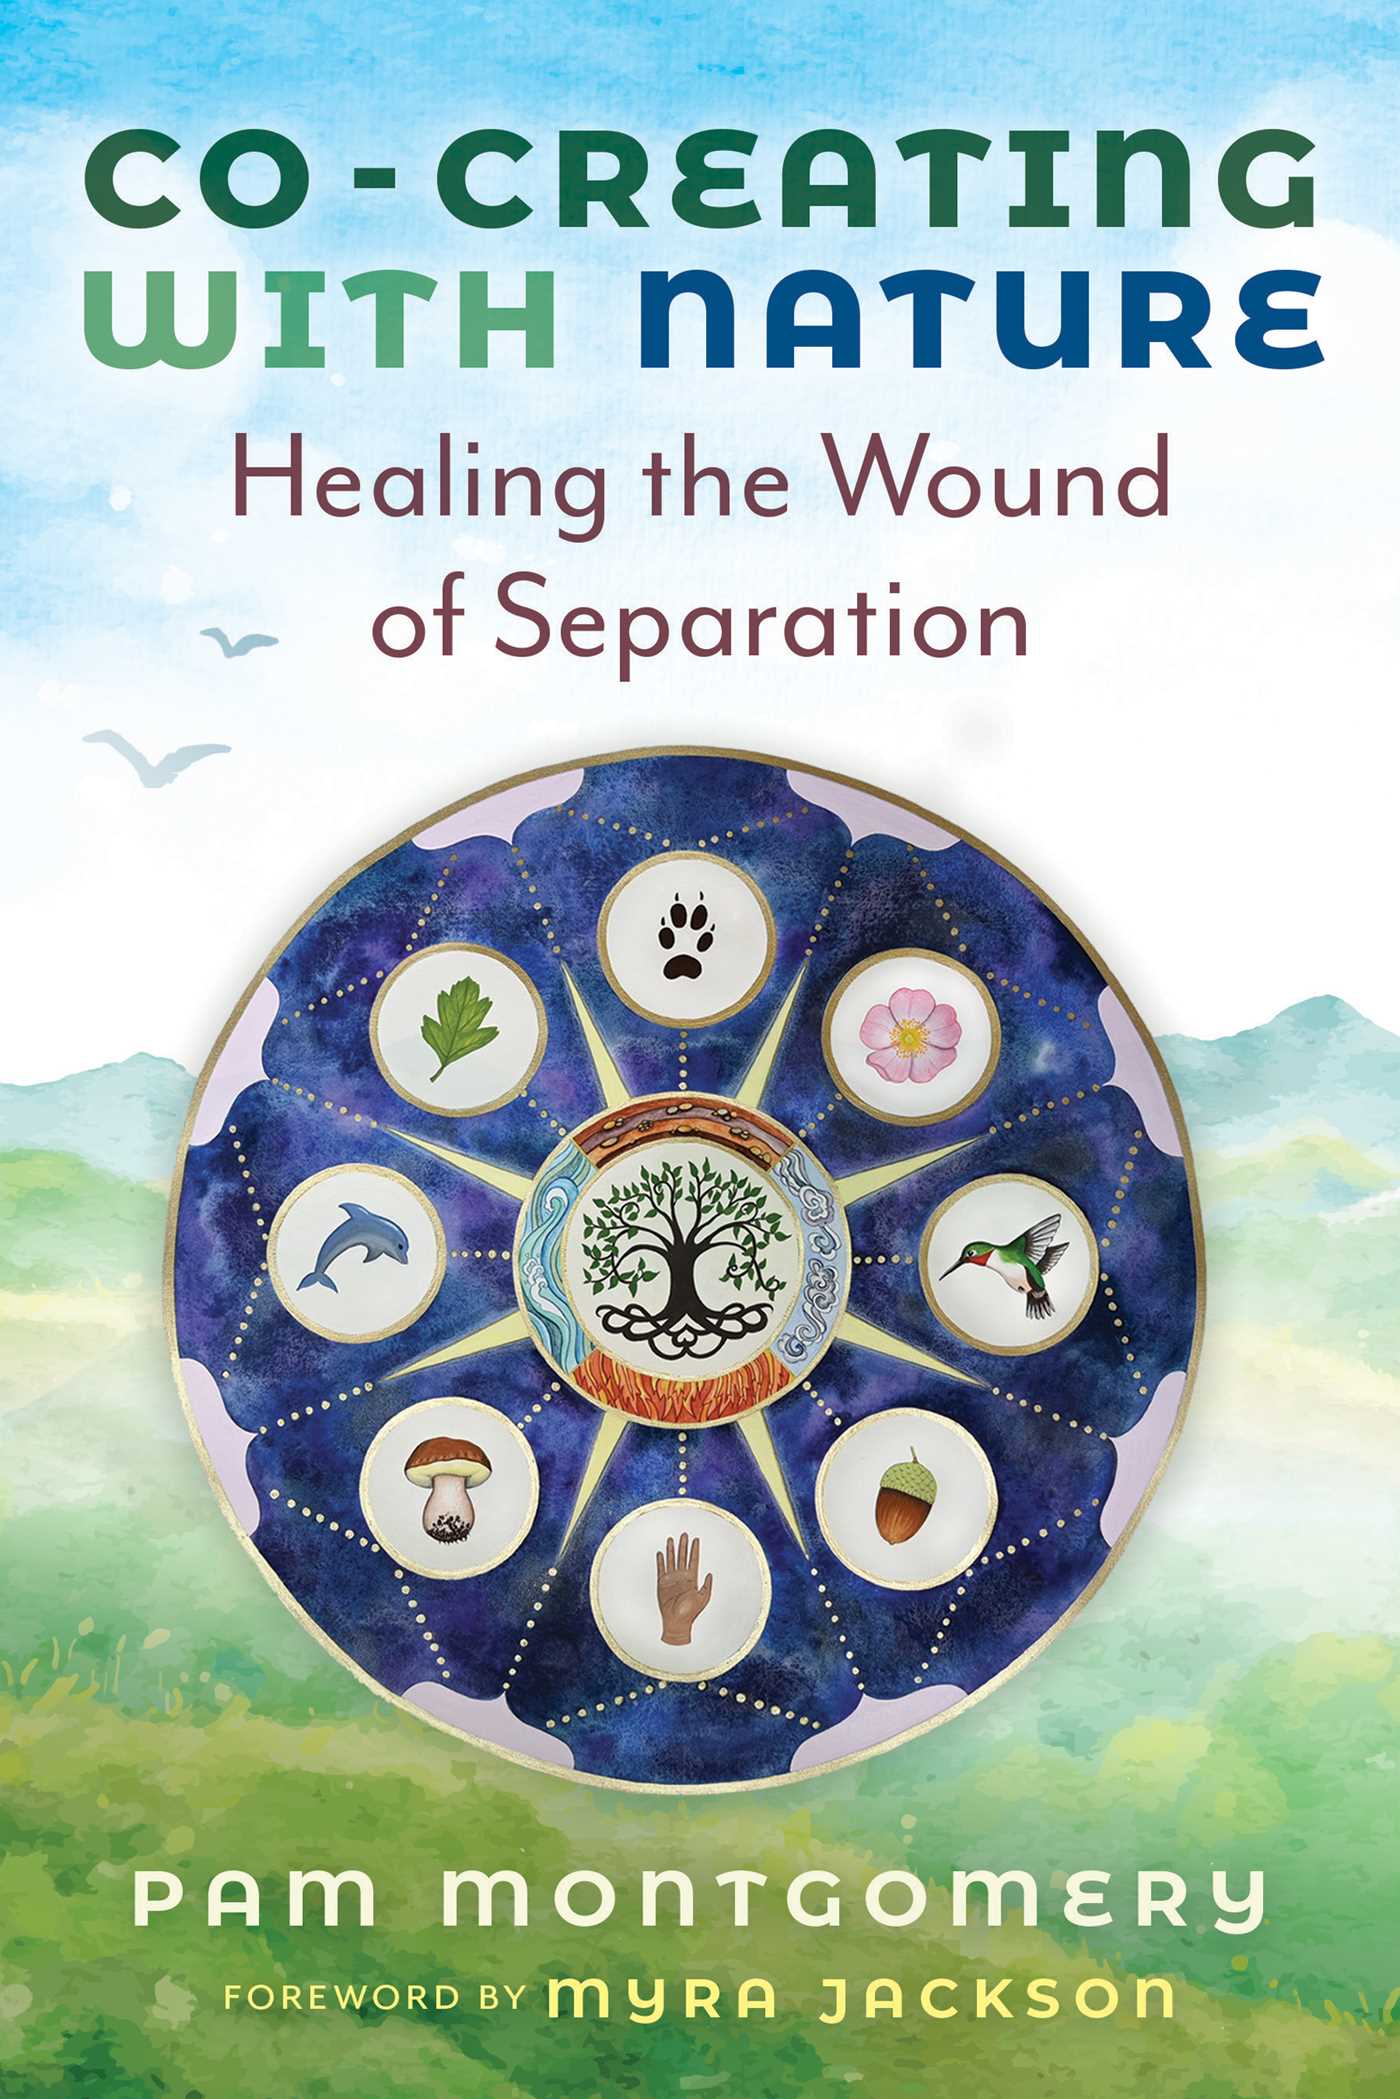 CO-CREATING
WITH NATURE
Healing the Wound
of Separation
PAM MONTGOMERY
FOREWORD BY MYRA JACKSON